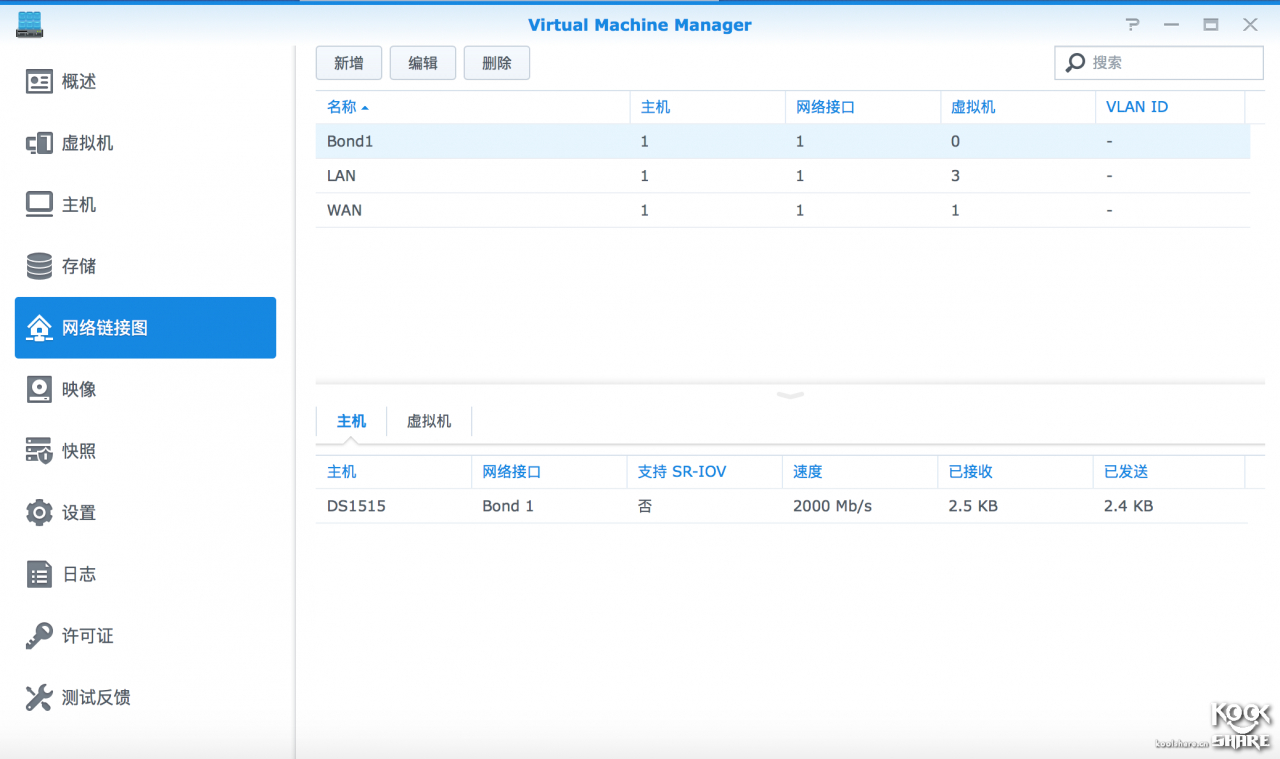 Virtual Machine Manager
概述
虚拟机
主机
存储
网络链接图
映像
快照
设置
日志
许可证
测试反馈
新增 编辑 删除 搜索
名称 主机 网络接口 虚拟机 VLAN ID
Bond1 1 1 0 -
LAN 1 1 3 -
WAN 1 1 1 -
主机 虚拟机
主机 网络接口 支持 SR-IOV 速度 已接收 已发送
DS1515 Bond 1 否 2000 Mb/s 2.5 KB 2.4 KB
KOOL
koolshare.cn SHARE